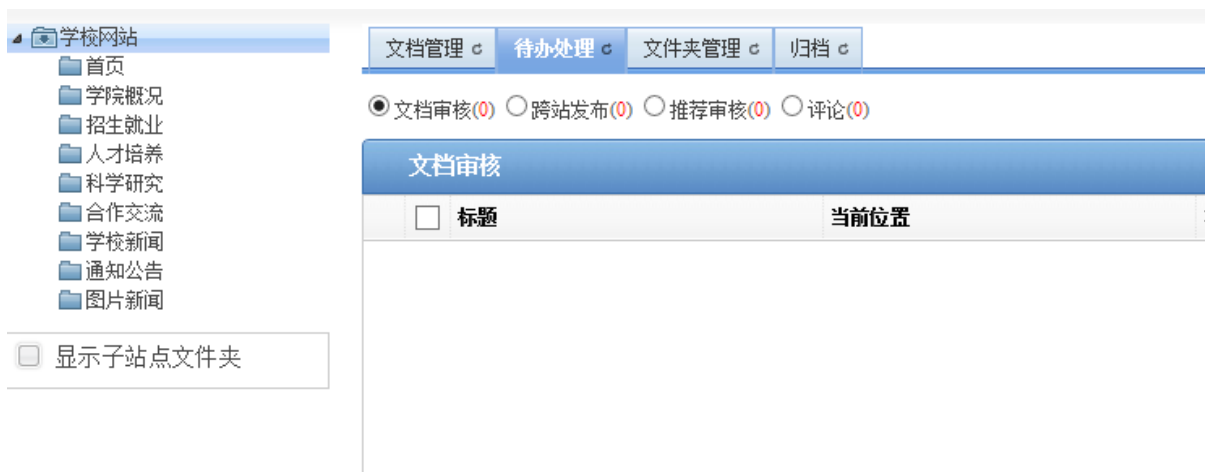 学校网站
首页
学院概况
招生就业
人才培养
科学研究
合作交流
学校新闻
通知公告
图片新闻
显示子站点文件夹
文档管理 待办处理 文件夹管理 归档
文档审核(0) 跨站发布(0) 推荐审核(0) 评论(0)
文档审核
标题 当前位置